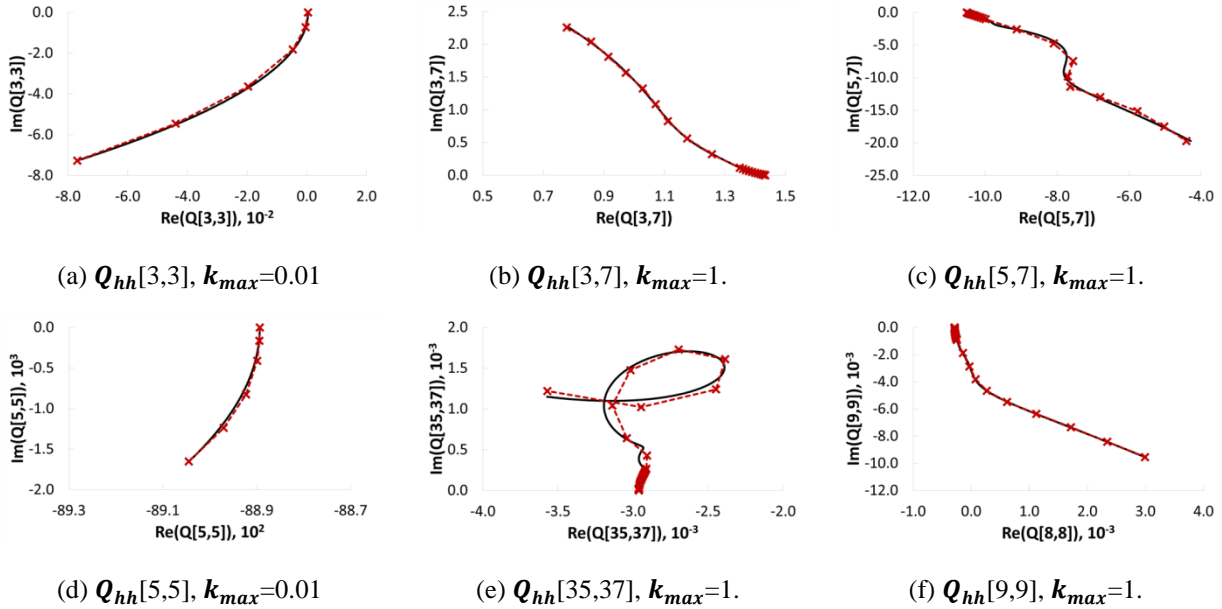 0.0
-2.0
-4.0
-6.0
-8.0
Im(Q[3,3])
-8.0 -6.0 -4.0 -2.0 0.0 2.0
Re(Q[3,3]), 10⁻²
(a) Q_hh[3,3], k_max=0.01
2.5
2.0
1.5
1.0
0.5
0.0
Im(Q[3,7])
0.5 0.7 0.9 1.1 1.3 1.5
Re(Q[3,7])
(b) Q_hh[3,7], k_max=1.
0.0
-5.0
-10.0
-15.0
-20.0
-25.0
Im(Q[5,7])
-12.0 -10.0 -8.0 -6.0 -4.0
Re(Q[5,7])
(c) Q_hh[5,7], k_max=1.
0.0
-0.5
-1.0
-1.5
-2.0
Im(Q[5,5]), 10³
-89.3 -89.1 -88.9 -88.7
Re(Q[5,5]), 10²
(d) Q_hh[5,5], k_max=0.01
2.0
1.5
1.0
0.5
0.0
Im(Q[35,37]), 10⁻³
-4.0 -3.5 -3.0 -2.5 -2.0
Re(Q[35,37]), 10⁻³
(e) Q_hh[35,37], k_max=1.
0.0
-2.0
-4.0
-6.0
-8.0
-10.0
-12.0
Im(Q[9,9]), 10⁻³
-1.0 0.0 1.0 2.0 3.0 4.0
Re(Q[8,8]), 10⁻³
(f) Q_hh[9,9], k_max=1.